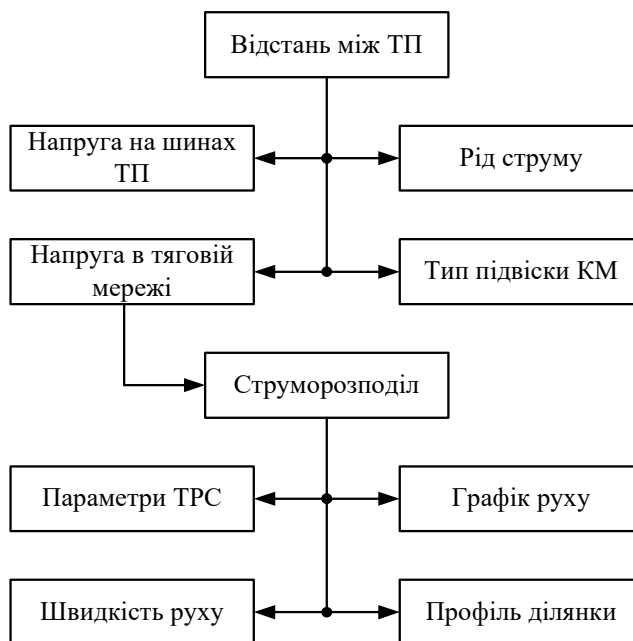 Відстань між ТП
Напруга на шинах
ТП
Рід струму
Напруга в тяговій
мережі
Тип підвіски КМ
Струморозподіл
Параметри ТРС
Графік руху
Швидкість руху
Профіль ділянки